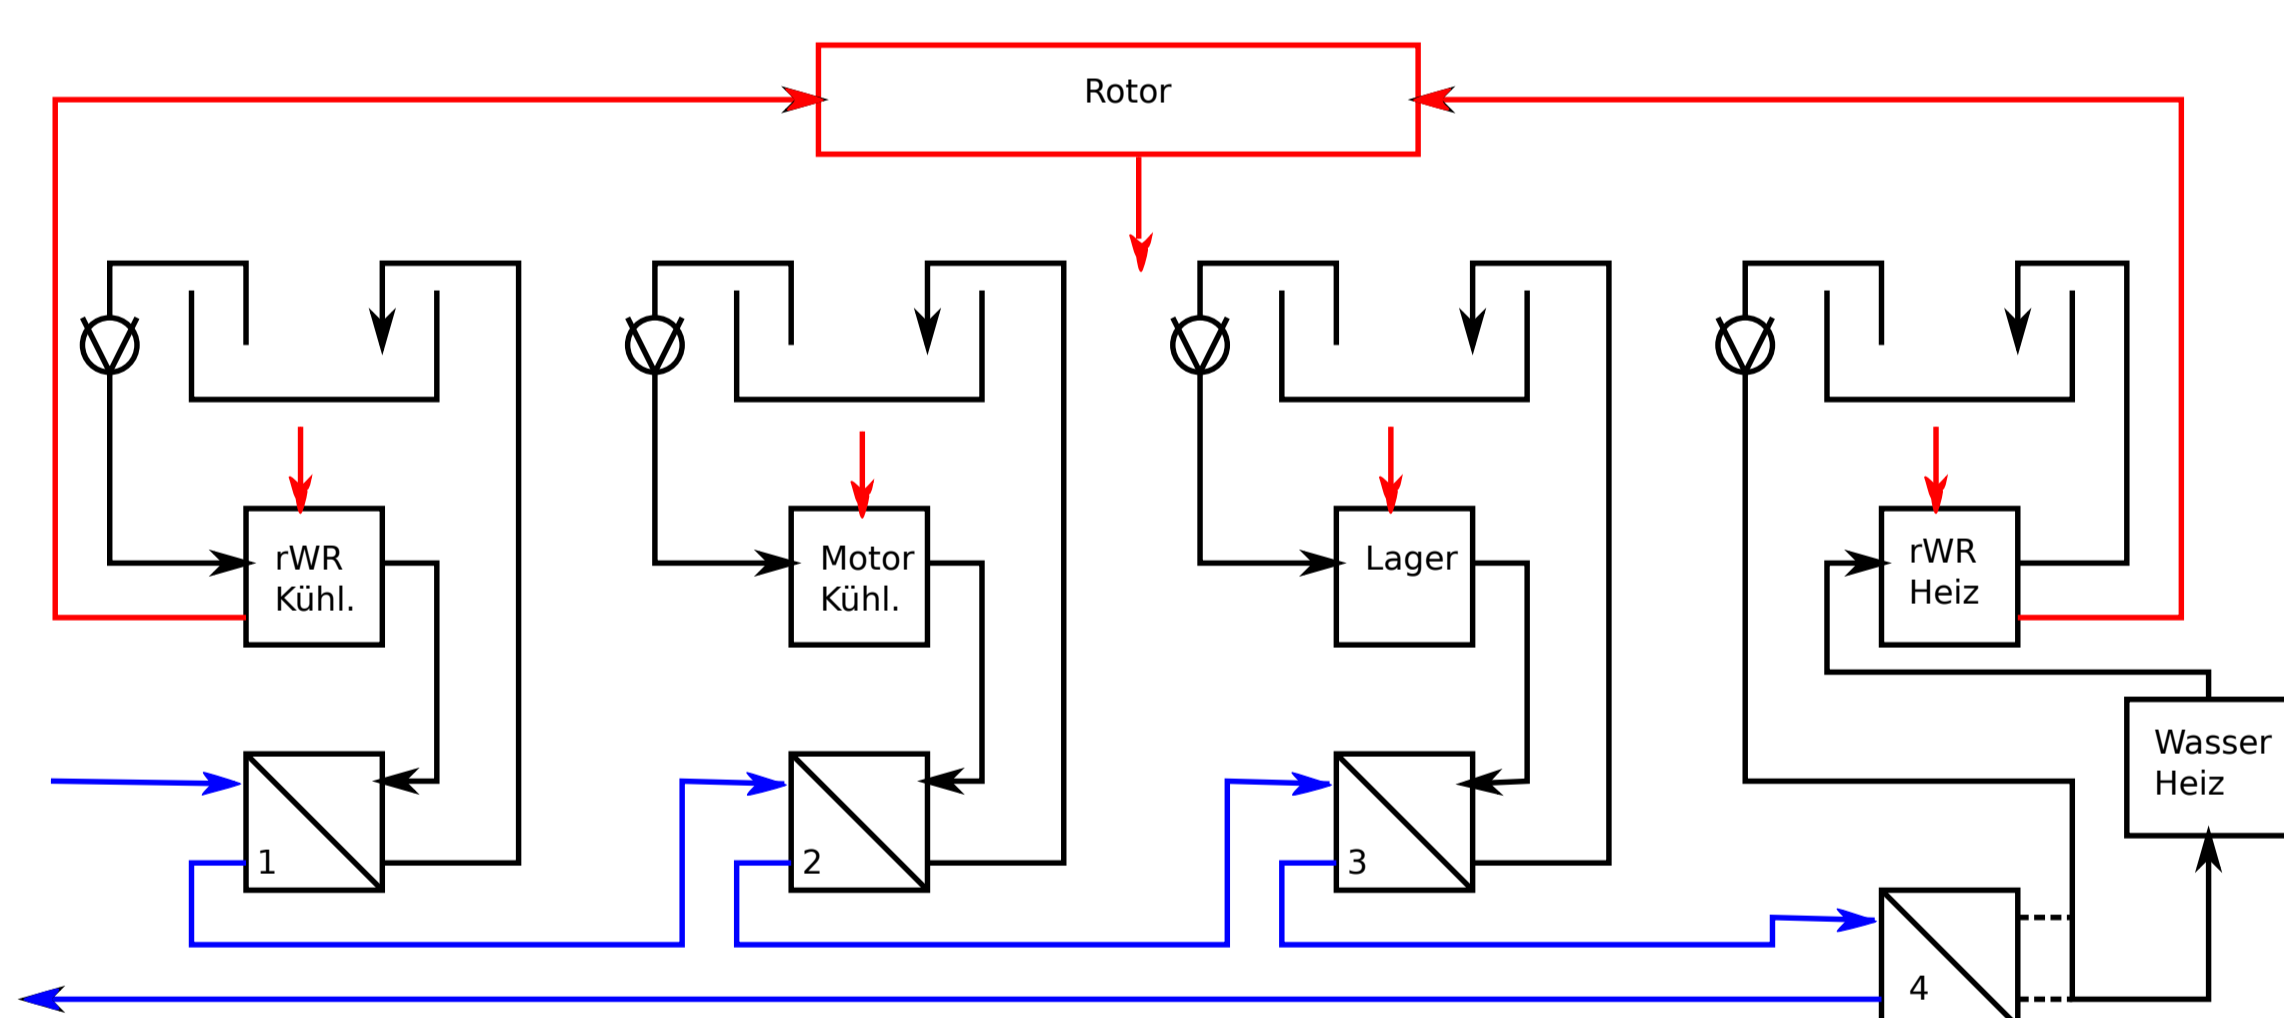 Rotor
rWR
Kühl.
Motor
Kühl.
Lager
rWR
Heiz
Wasser
Heiz
1
2
3
4